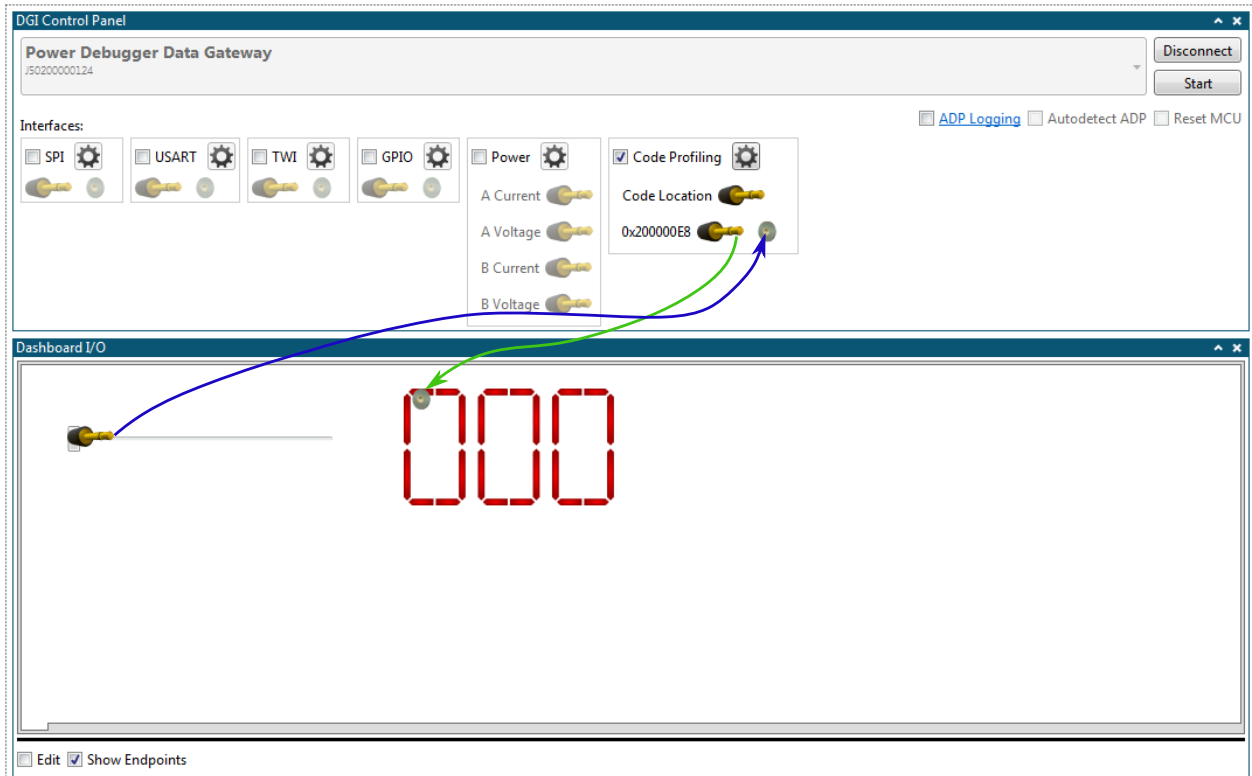 DGI Control Panel
Power Debugger Data Gateway
J50200000124
Disconnect
Start
ADP Logging Autodetect ADP Reset MCU
Interfaces:
SPI USART TWI GPIO Power Code Profiling
A Current Code Location
A Voltage 0x200000E8
B Current
B Voltage
Dashboard I/O
000
Edit Show Endpoints